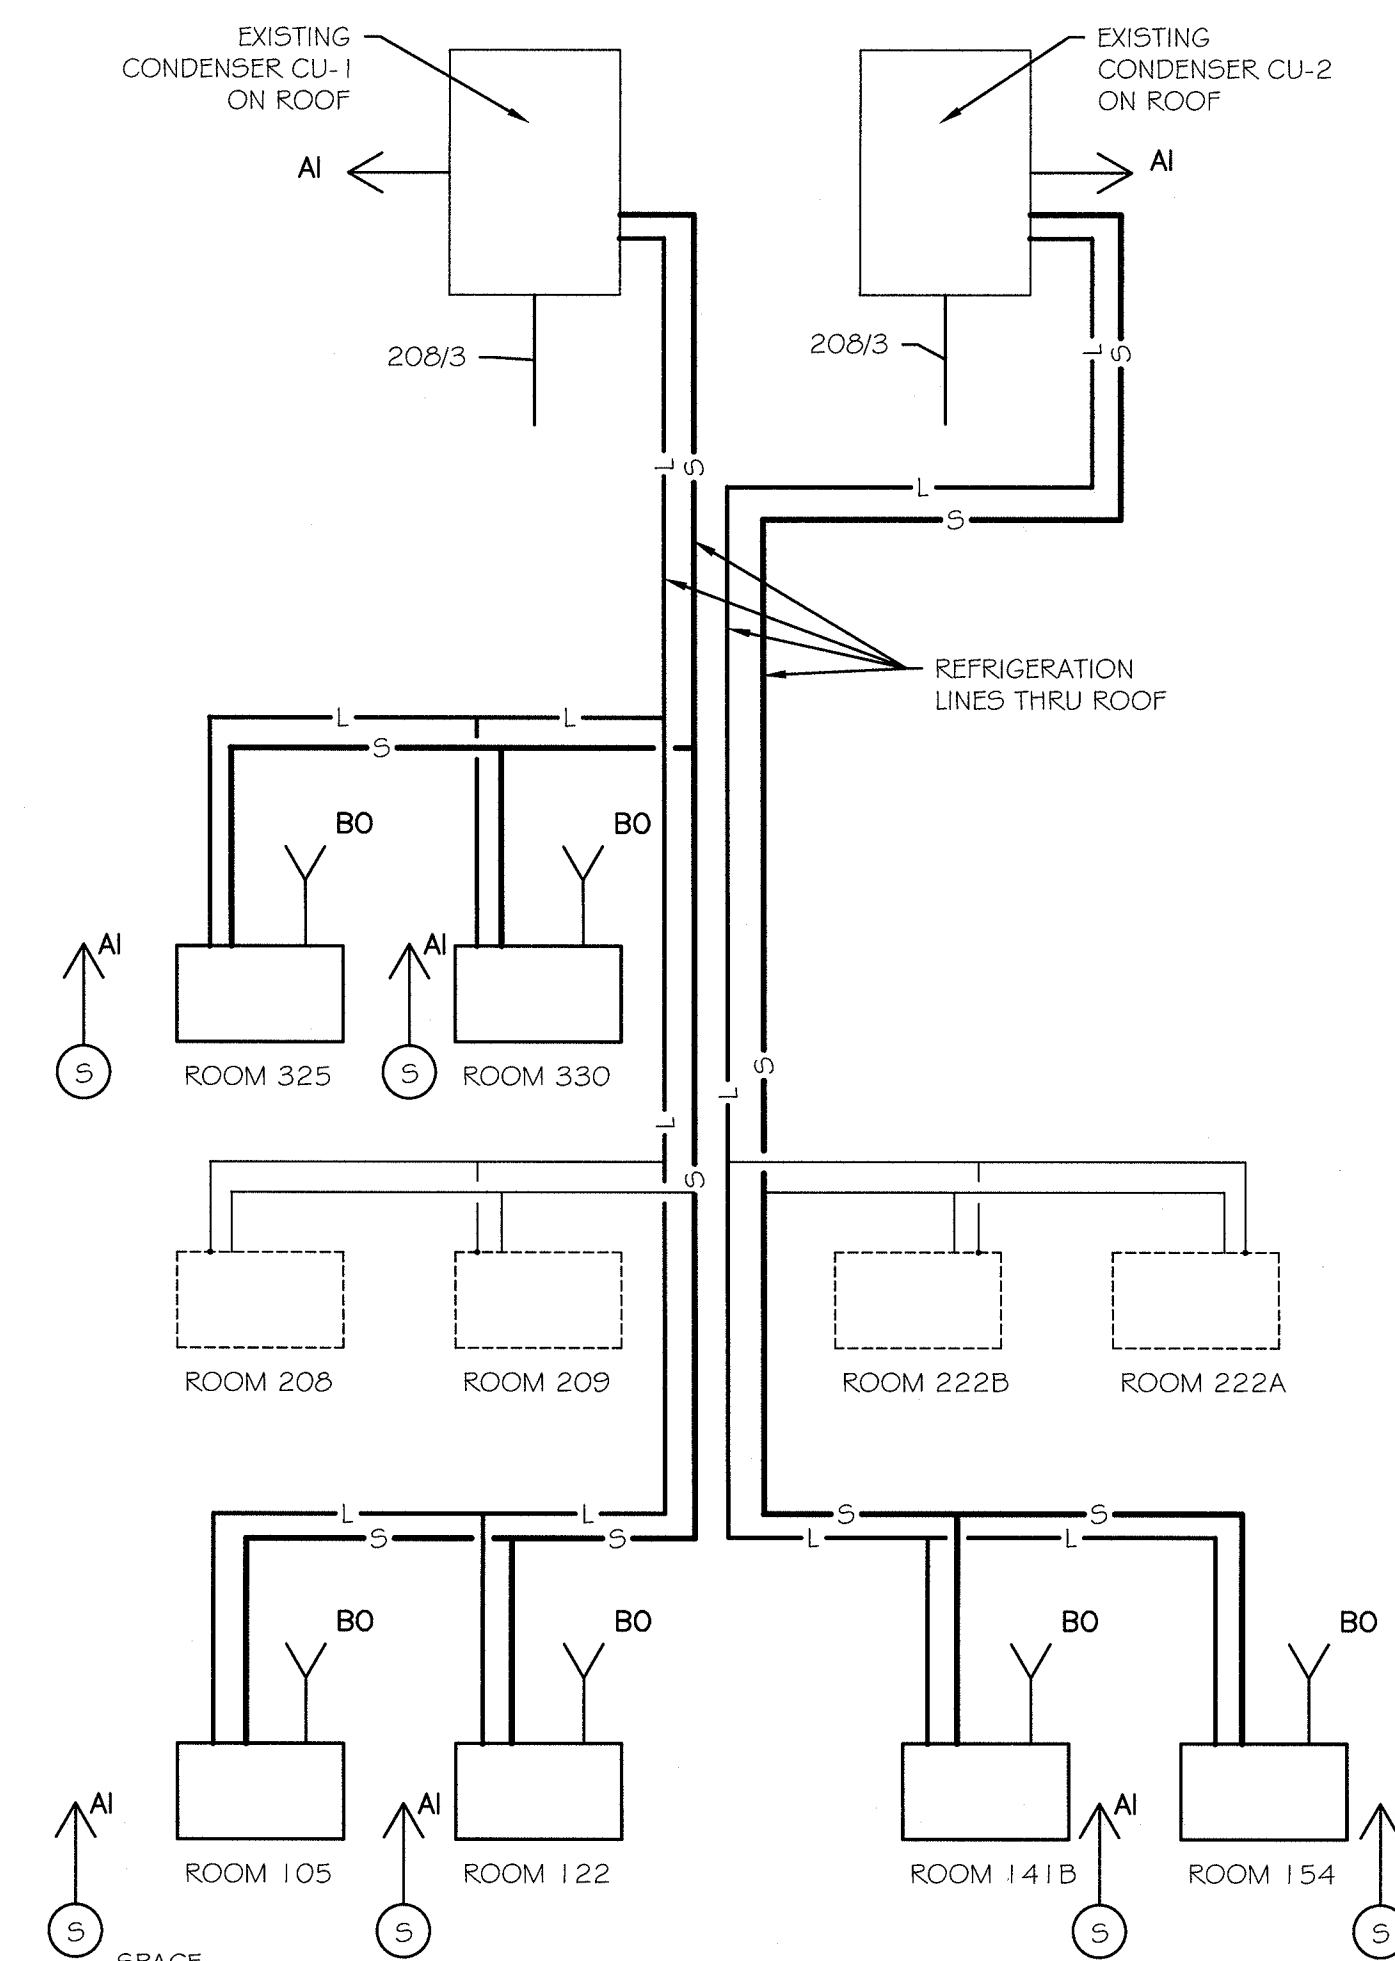 EXISTING
CONDENSER CU-1
ON ROOF
EXISTING
CONDENSER CU-2
ON ROOF
AI
AI
208/3
208/3
L
S
L
S
L
S
REFRIGERATION
LINES THRU ROOF
L
L
S
BO
BO
AI
AI
S
ROOM 325
S
ROOM 330
S
L
L
S
ROOM 208
ROOM 209
ROOM 222B
ROOM 222A
L
L
S
S
S
S
L
L
BO
BO
BO
BO
AI
AI
AI
ROOM 105
ROOM 122
ROOM 141B
ROOM 154
S
S
S
S